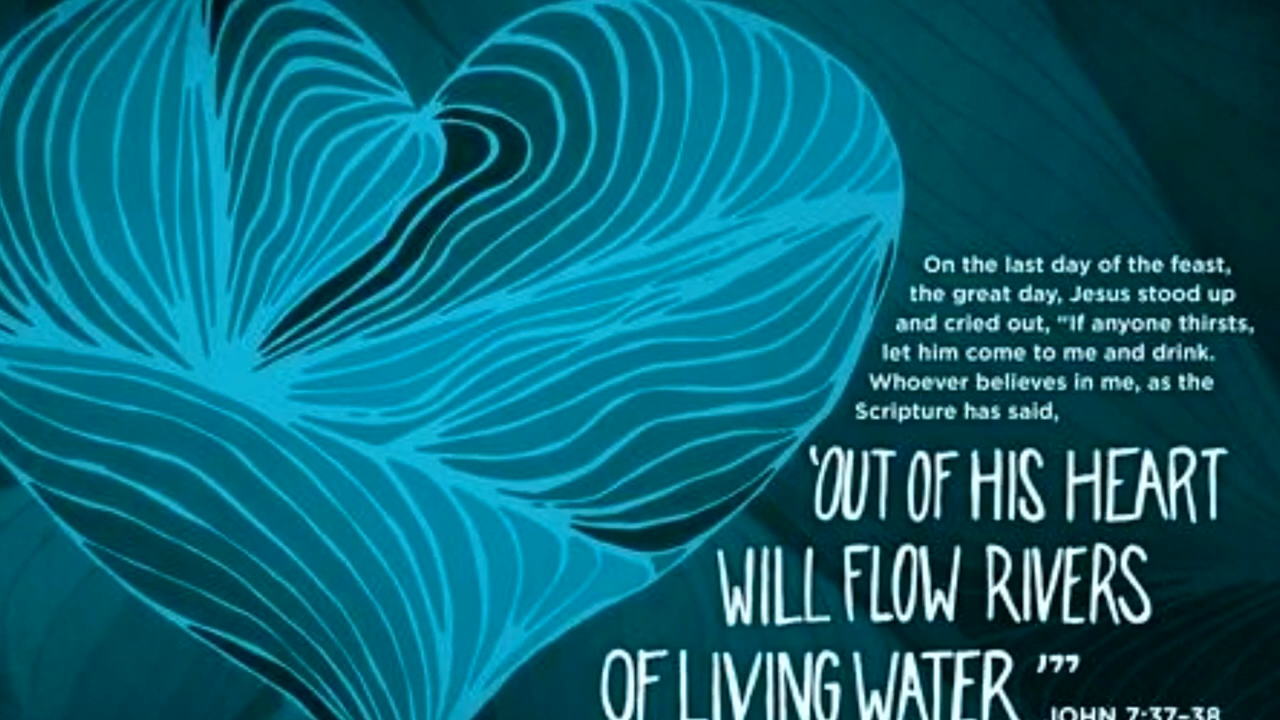 On the last day of the feast,
the great day, Jesus stood up
and cried out, “If anyone thirsts,
let him come to me and drink.
Whoever believes in me, as the
Scripture has said,
‘OUT OF HIS HEART
WILL FLOW RIVERS
OF LIVING WATER.’”
JOHN 7:37–38